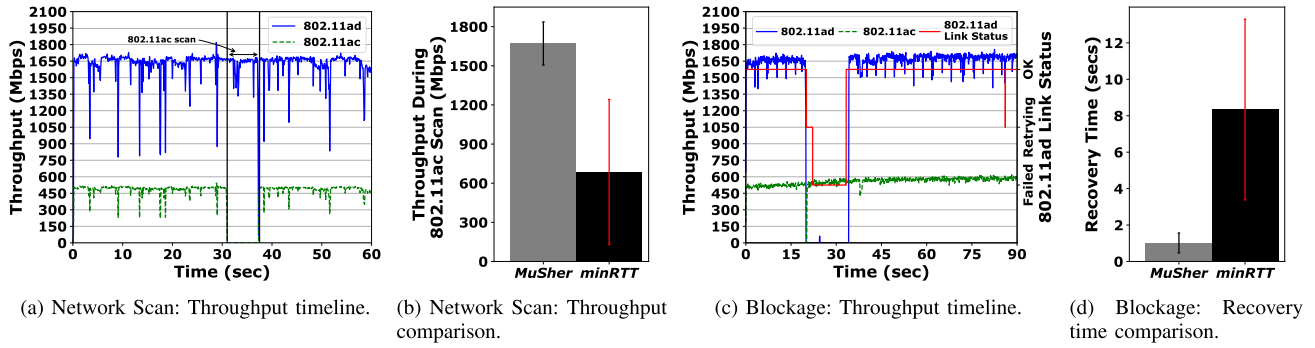 Throughput (Mbps)
2100
1950
1800
1650
1500
1350
1200
1050
900
750
600
450
300
150
0
802.11ad
802.11ac
802.11ac scan
0 10 20 30 40 50 60
Time (sec)
(a) Network Scan: Throughput timeline.
Throughput During
802.11ac Scan (Mbps)
1800
1500
1200
900
600
300
0
MuSher minRTT
(b) Network Scan: Throughput
comparison.
Throughput (Mbps)
2100
1950
1800
1650
1500
1350
1200
1050
900
750
600
450
300
150
0
802.11ad 802.11ac 802.11ad
Link Status
0 15 30 45 60 75 90
Time (sec)
Failed Retrying OK
802.11ad Link Status
(c) Blockage: Throughput timeline.
Recovery Time (secs)
12
10
8
6
4
2
0
MuSher minRTT
(d) Blockage: Recovery
time comparison.